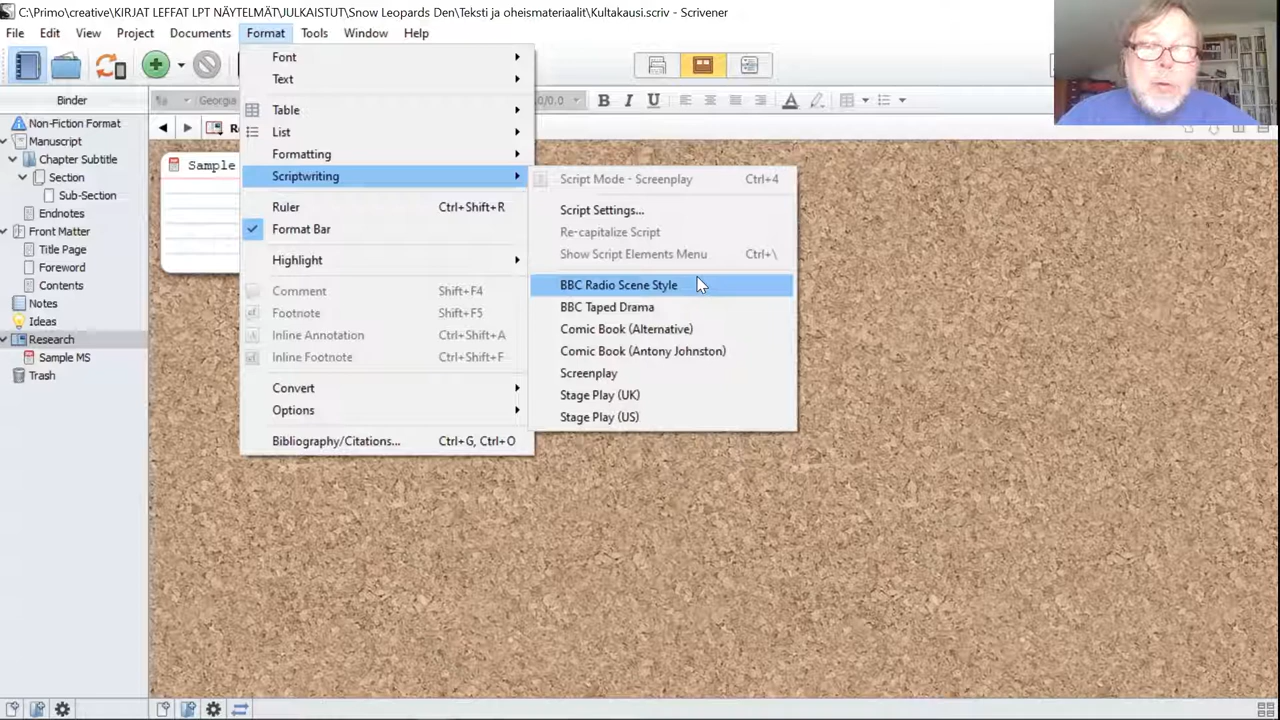 C:\Primo\creative\KIRJAT LEFFAT LPT NÄYTELMÄT\JULKAISTUT\Snow Leopards Den\Teksti ja oheismateriaalit\Kultakausi.scriv - Scrivener
File Edit View Project Documents Format Tools Window Help
Binder
Georgia
0/0.0
B I U
Non-Fiction Format
Manuscript
Chapter Subtitle
Section
Sub-Section
Endnotes
Front Matter
Title Page
Foreword
Contents
Notes
Ideas
Research
Sample MS
Trash
Sample
Font
Text
Table
List
Formatting
Scriptwriting
Ruler Ctrl+Shift+R
Format Bar
Highlight
Comment Shift+F4
Footnote Shift+F5
Inline Annotation Ctrl+Shift+A
Inline Footnote Ctrl+Shift+F
Convert
Options
Bibliography/Citations... Ctrl+G, Ctrl+O
Script Mode - Screenplay Ctrl+4
Script Settings...
Re-capitalize Script
Show Script Elements Menu Ctrl+\
BBC Radio Scene Style
BBC Taped Drama
Comic Book (Alternative)
Comic Book (Antony Johnston)
Screenplay
Stage Play (UK)
Stage Play (US)